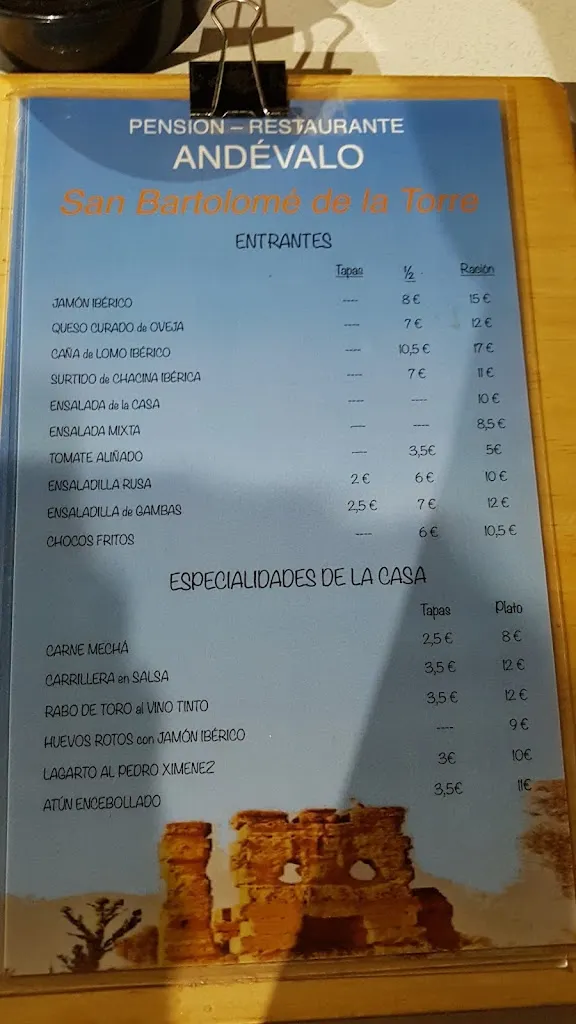 PENSION – RESTAURANTE
ANDÉVALO
San Bartolomé de la Torre
ENTRANTES
Tapas ½ Ración
JAMÓN IBÉRICO ---- 8 € 15 €
QUESO CURADO de OVEJA ---- 7 € 12 €
CAÑA de LOMO IBÉRICO ---- 10,5 € 17 €
SURTIDO de CHACINA IBÉRICA ---- 7 € 11 €
ENSALADA de la CASA ---- ---- 10 €
ENSALADA MIXTA ---- ---- 8,5 €
TOMATE ALIÑADO ---- 3,5€ 5€
ENSALADILLA RUSA 2 € 6 € 10 €
ENSALADILLA de GAMBAS 2,5 € 7 € 12 €
CHOCOS FRITOS ---- 6 € 10,5 €
ESPECIALIDADES DE LA CASA
Tapas Plato
CARNE MECHÁ 2,5 € 8 €
CARRILLERA en SALSA 3,5 € 12 €
RABO DE TORO al VINO TINTO 3,5 € 12 €
HUEVOS ROTOS con JAMÓN IBÉRICO ---- 9 €
LAGARTO AL PEDRO XIMENEZ 3€ 10€
ATÚN ENCEBOLLADO 3,5€ 11€